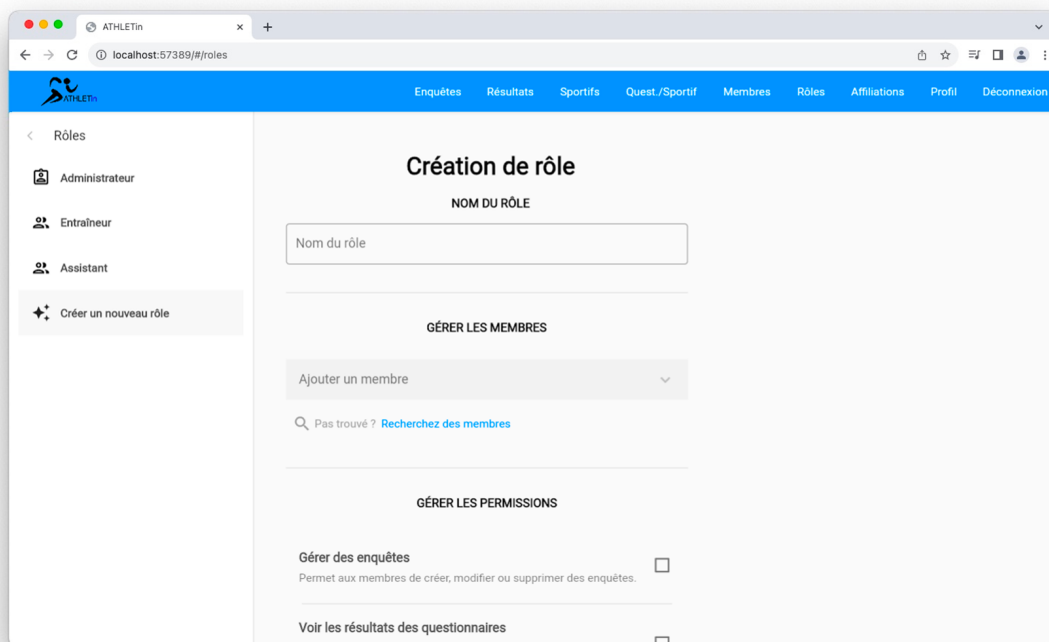 ATHLETin
localhost:57389/#/roles
ATHLETin
Enquêtes Résultats Sportifs Quest./Sportif Membres Rôles Affiliations Profil Déconnexion
Rôles
Administrateur
Entraîneur
Assistant
Créer un nouveau rôle
Création de rôle
NOM DU RÔLE
Nom du rôle
GÉRER LES MEMBRES
Ajouter un membre
Pas trouvé ? Recherchez des membres
GÉRER LES PERMISSIONS
Gérer des enquêtes
Permet aux membres de créer, modifier ou supprimer des enquêtes.
Voir les résultats des questionnaires